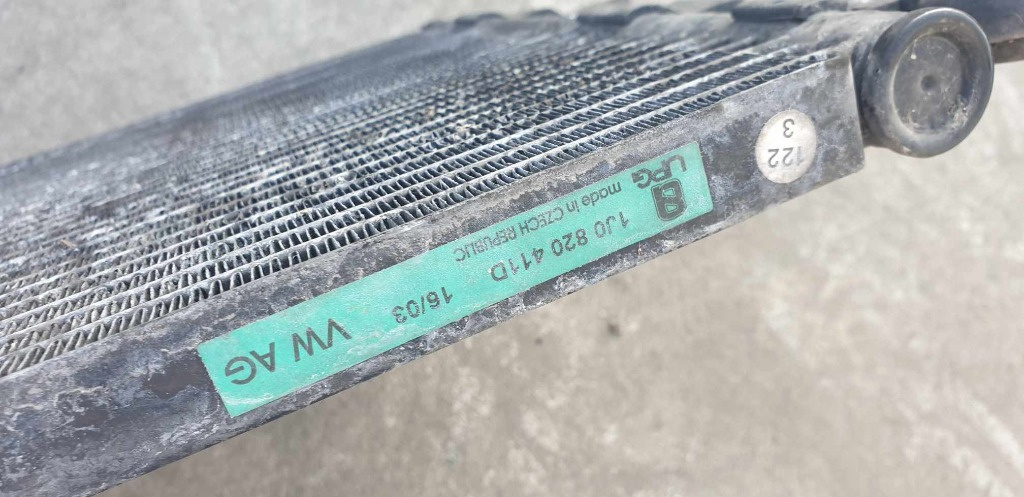 VW AG
16/03
1J0 820 411D
made in CZECH REPUBLIC
LPG
122
3